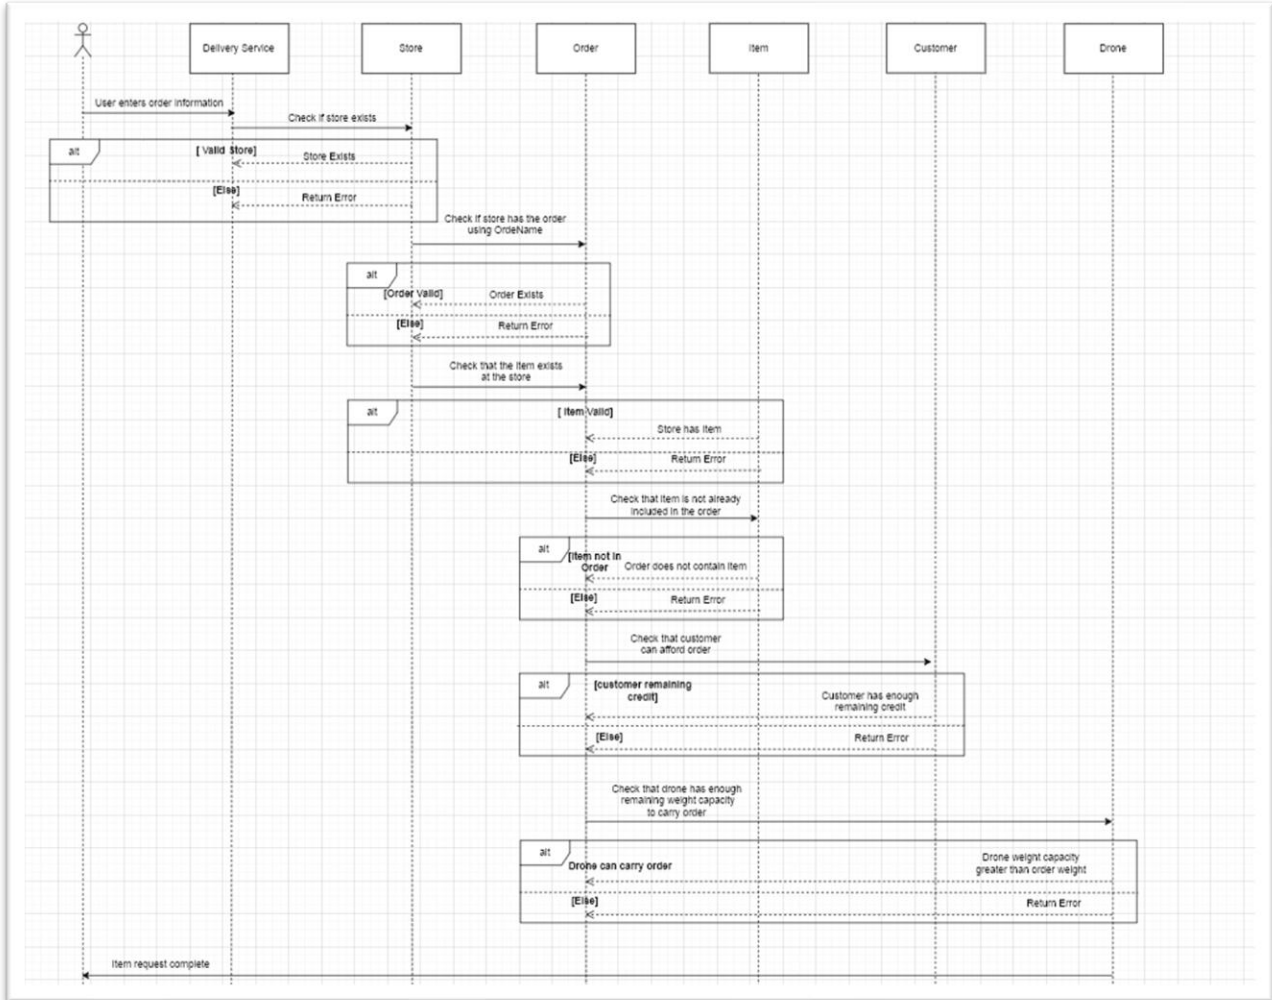 Delivery Service
Store
Order
Item
Customer
Drone
User enters order information
Check if store exists
alt
[ Valid Store]
Store Exists
[Else]
Return Error
Check if store has the order
using OrdeName
alt
[Order Valid]
Order Exists
[Else]
Return Error
Check that the item exists
at the store
alt
[ Item Valid]
Store has item
[Else]
Return Error
Check that item is not already
included in the order
alt
[Item not in
Order
Order does not contain item
[Else]
Return Error
Check that customer
can afford order
alt
[customer remaining
credit]
Customer has enough
remaining credit
[Else]
Return Error
Check that drone has enough
remaining weight capacity
to carry order
alt
Drone can carry order
Drone weight capacity
greater than order weight
[Else]
Return Error
Item request complete